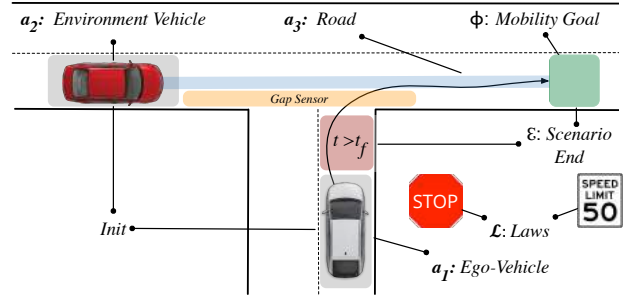 a₂: Environment Vehicle
a₃: Road
ϕ: Mobility Goal
Gap Sensor
t > t_f
ℇ: Scenario
End
STOP
SPEED
LIMIT
50
Init
ℒ: Laws
a₁: Ego-Vehicle